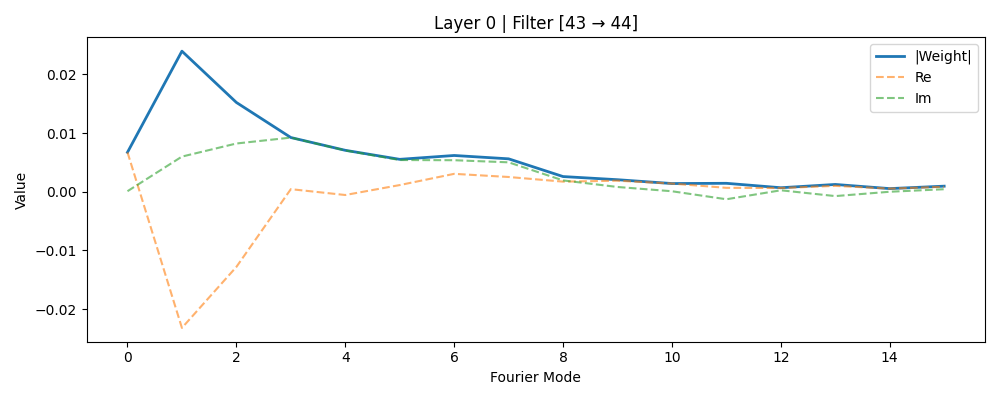 Layer 0 | Filter [43 → 44]
|Weight|
Re
Im
Value
0.02
0.01
0.00
−0.01
−0.02
0 2 4 6 8 10 12 14
Fourier Mode